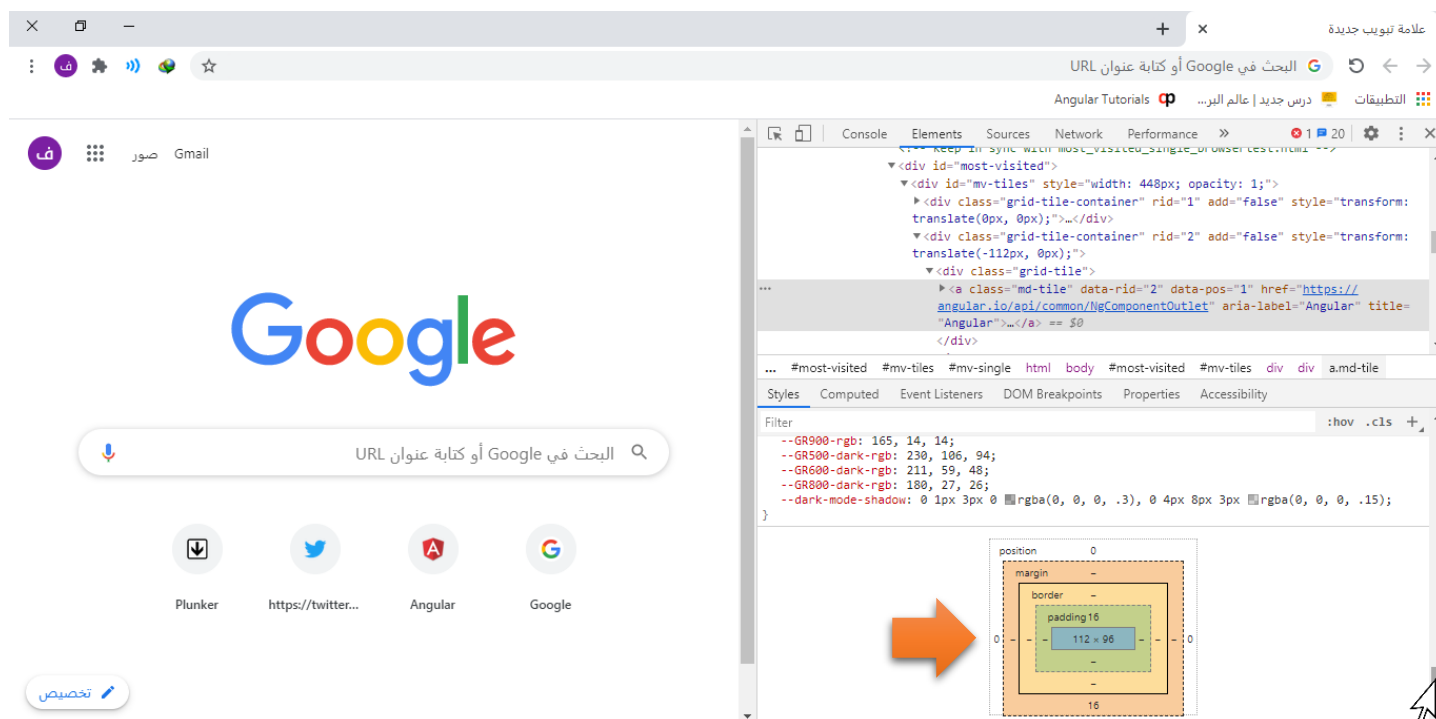 علامة تبويب جديدة
البحث في Google أو كتابة عنوان URL
ف
التطبيقات
درس جديد | عالم البر...
Angular Tutorials
ف
صور
Gmail
Google
البحث في Google أو كتابة عنوان URL
Google
Angular
https://twitter...
Plunker
تخصيص
Console Elements Sources Network Performance » 1 20
<!-- Keep in sync with most_visited_single_browsertest.html -->
▼<div id="most-visited">
▼<div id="mv-tiles" style="width: 448px; opacity: 1;">
▶<div class="grid-tile-container" rid="1" add="false" style="transform:
translate(0px, 0px);">…</div>
▼<div class="grid-tile-container" rid="2" add="false" style="transform:
translate(-112px, 0px);">
▼<div class="grid-tile">
... ▶<a class="md-tile" data-rid="2" data-pos="1" href="https://
angular.io/api/common/NgComponentOutlet" aria-label="Angular" title=
"Angular">…</a> == $0
</div>
... #most-visited #mv-tiles #mv-single html body #most-visited #mv-tiles div div a.md-tile
Styles Computed Event Listeners DOM Breakpoints Properties Accessibility
Filter :hov .cls +
--GR900-rgb: 165, 14, 14;
--GR500-dark-rgb: 230, 106, 94;
--GR600-dark-rgb: 211, 59, 48;
--GR800-dark-rgb: 180, 27, 26;
--dark-mode-shadow: 0 1px 3px 0 rgba(0, 0, 0, .3), 0 4px 8px 3px rgba(0, 0, 0, .15);
}
position 0
margin –
border –
padding 16
0 – – – 112 × 96 – – – 0
–
–
16